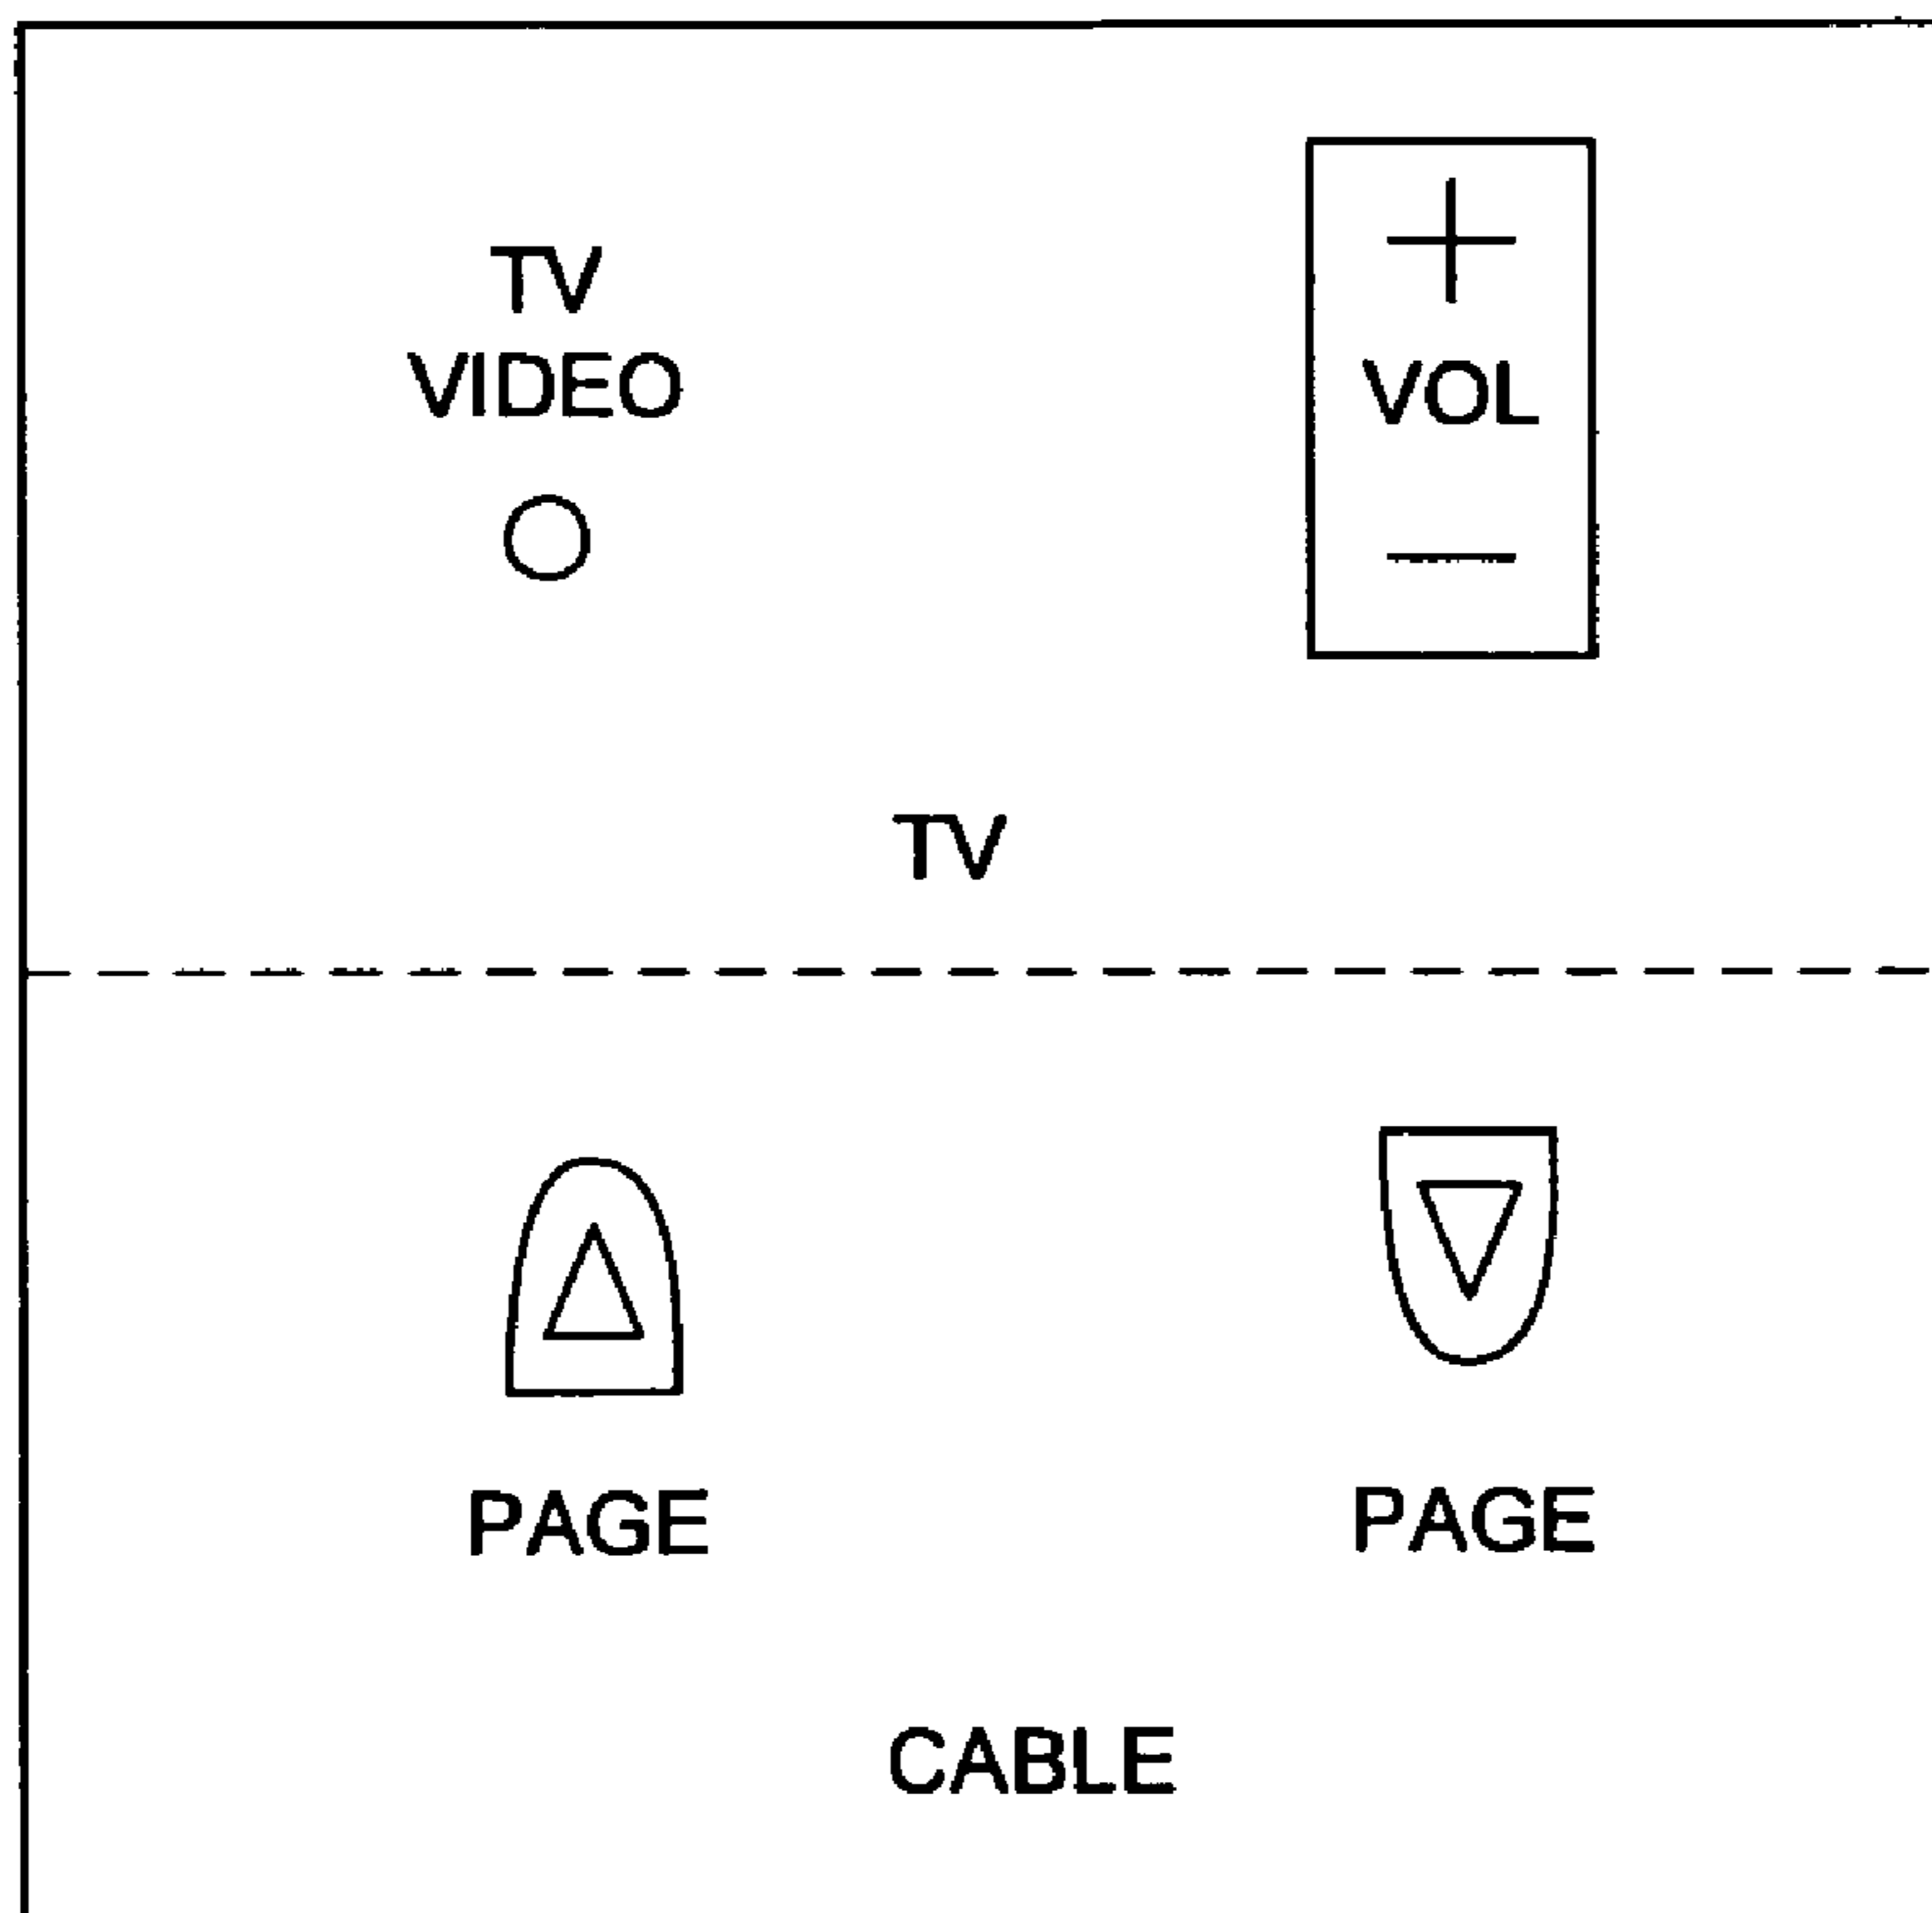 TV
VIDEO
+
VOL
—
TV
PAGE
PAGE
CABLE